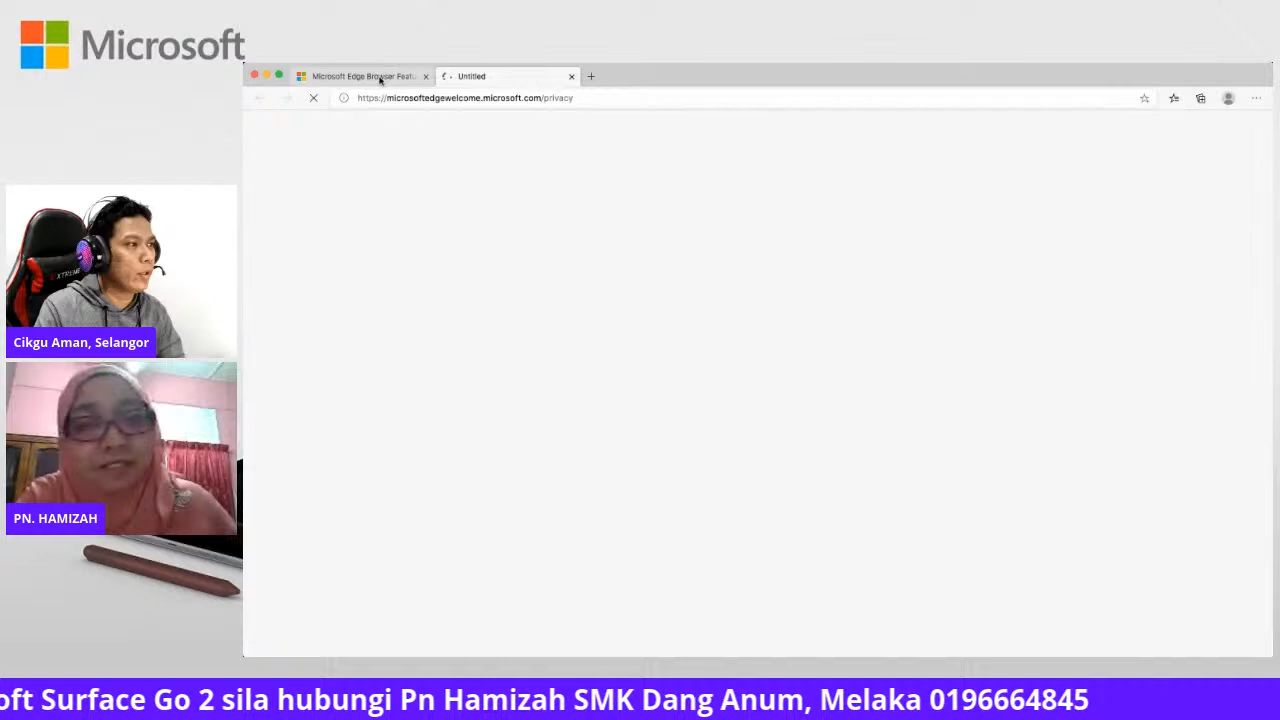 Microsoft
Microsoft Edge Browser Featu
Untitled
https://microsoftedgewelcome.microsoft.com/privacy
XTREME
Cikgu Aman, Selangor
PN. HAMIZAH
oft Surface Go 2 sila hubungi Pn Hamizah SMK Dang Anum, Melaka 0196664845